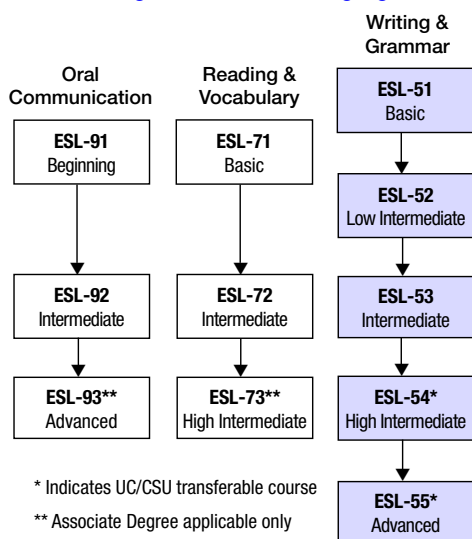 Oral
Communication
ESL-91
Beginning
ESL-92
Intermediate
ESL-93**
Advanced
Reading &
Vocabulary
ESL-71
Basic
ESL-72
Intermediate
ESL-73**
High Intermediate
Writing &
Grammar
ESL-51
Basic
ESL-52
Low Intermediate
ESL-53
Intermediate
ESL-54*
High Intermediate
ESL-55*
Advanced
* Indicates UC/CSU transferable course
** Associate Degree applicable only